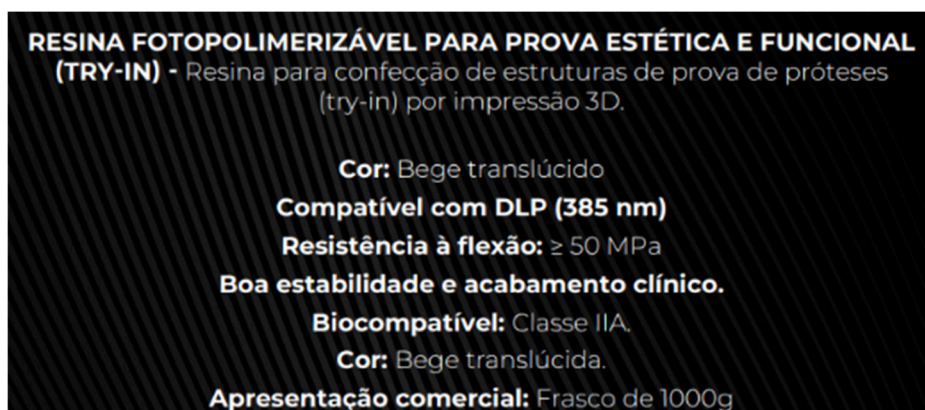 RESINA FOTOPOLIMERIZÁVEL PARA PROVA ESTÉTICA E FUNCIONAL
(TRY-IN) - Resina para confecção de estruturas de prova de próteses
(try-in) por impressão 3D.
Cor: Bege translúcido
Compatível com DLP (385 nm)
Resistência à flexão: ≥ 50 MPa
Boa estabilidade e acabamento clínico.
Biocompatível: Classe IIA.
Cor: Bege translúcida.
Apresentação comercial: Frasco de 1000g